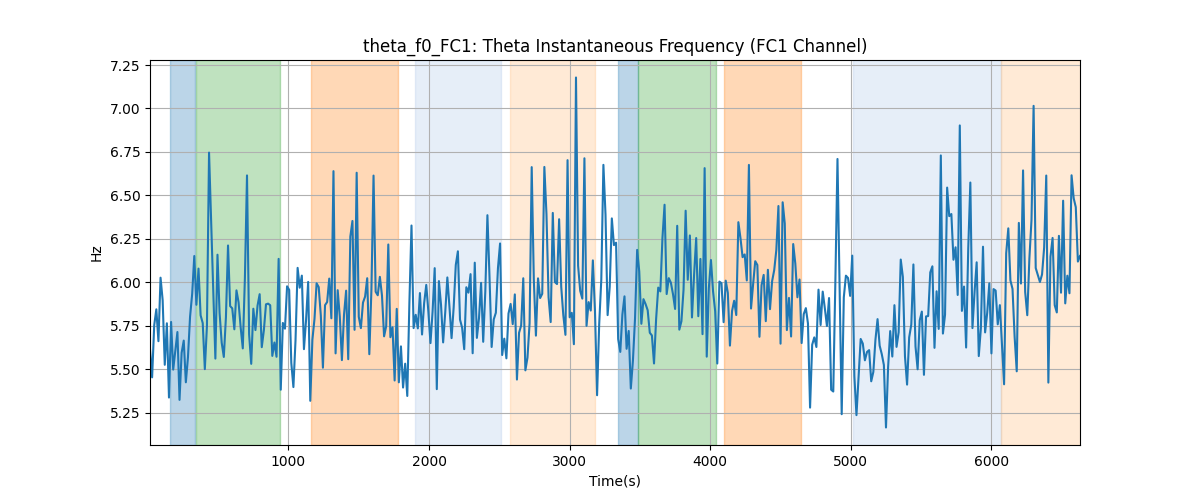 theta_f0_FC1: Theta Instantaneous Frequency (FC1 Channel)
7.25
7.00
6.75
6.50
6.25
6.00
5.75
5.50
5.25
Hz
1000 2000 3000 4000 5000 6000
Time(s)